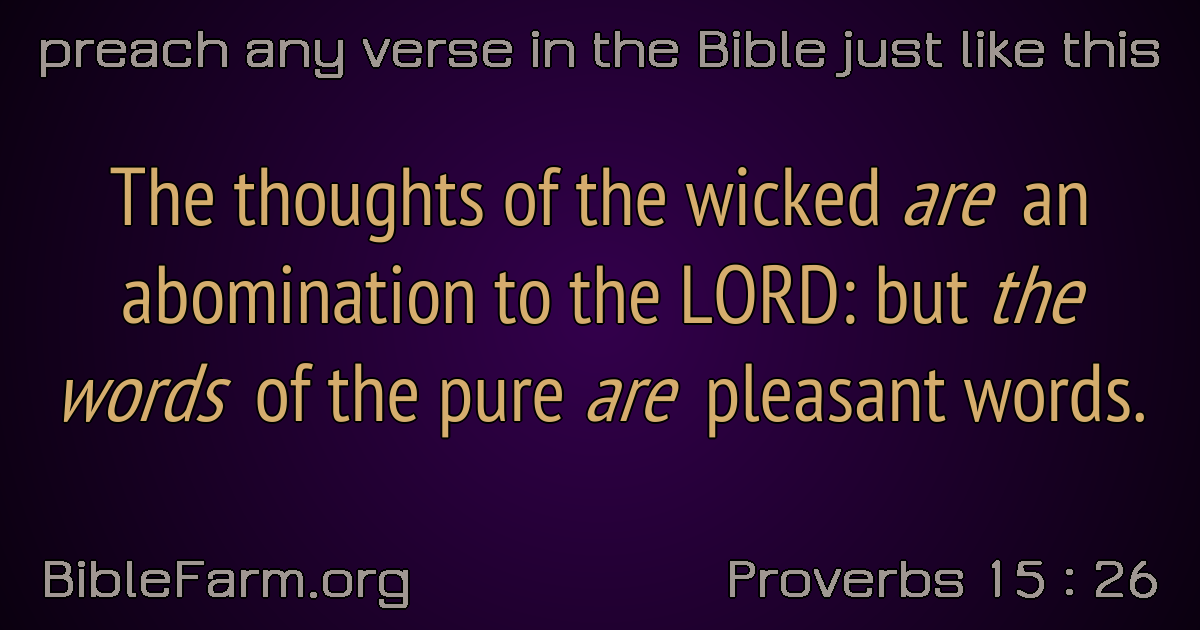 preach any verse in the Bible just like this
The thoughts of the wicked are an
abomination to the LORD: but the
words of the pure are pleasant words.
BibleFarm.org
Proverbs 15 : 26